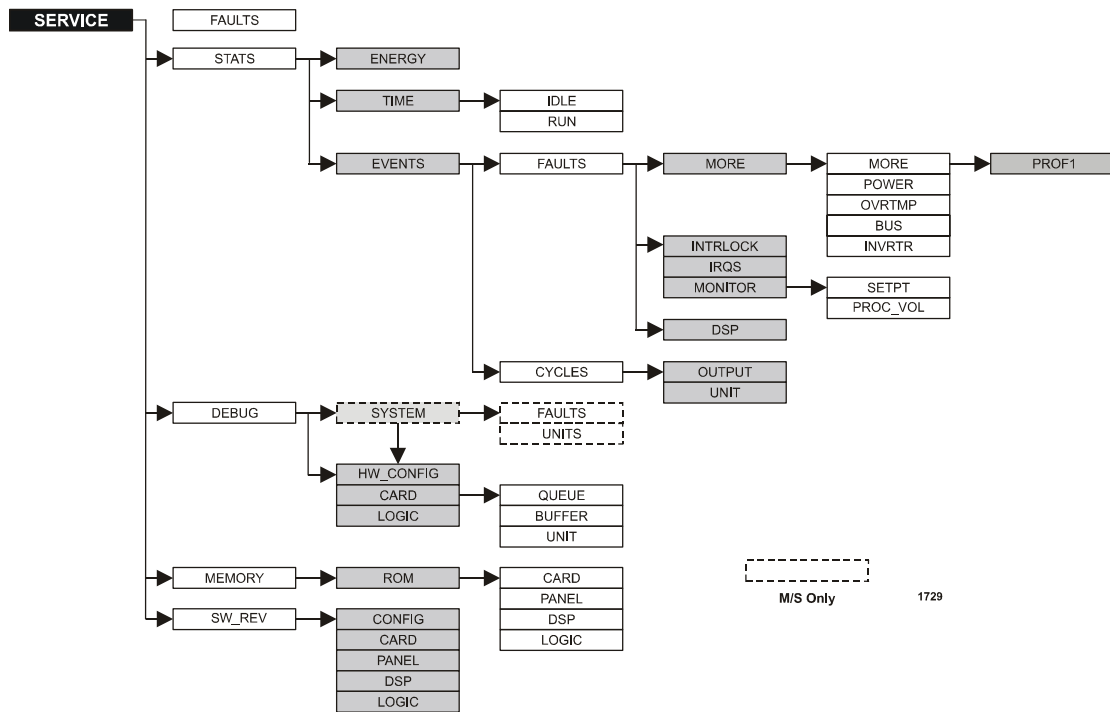 SERVICE
FAULTS
STATS
ENERGY
TIME
IDLE
RUN
EVENTS
FAULTS
MORE
MORE
PROF1
POWER
OVRTMP
BUS
INVRTR
INTRLOCK
IRQS
MONITOR
SETPT
PROC_VOL
DSP
CYCLES
OUTPUT
UNIT
DEBUG
SYSTEM
FAULTS
UNITS
HW_CONFIG
CARD
LOGIC
QUEUE
BUFFER
UNIT
MEMORY
ROM
CARD
PANEL
DSP
LOGIC
SW_REV
CONFIG
CARD
PANEL
DSP
LOGIC
M/S Only
1729